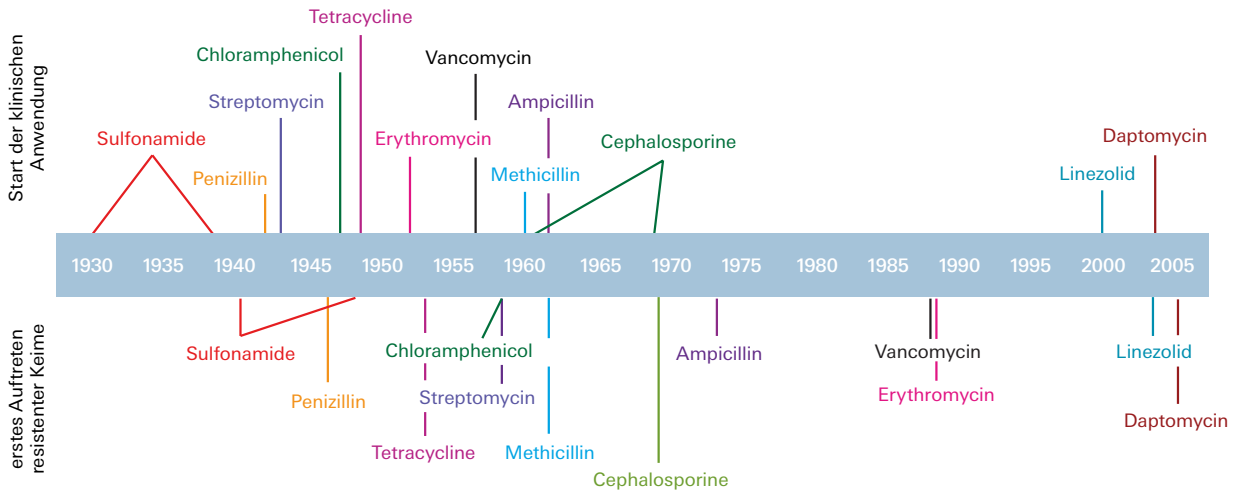 Start der klinischen
Anwendung
Tetracycline
Chloramphenicol
Vancomycin
Streptomycin
Ampicillin
Sulfonamide
Erythromycin
Cephalosporine
Daptomycin
Penizillin
Methicillin
Linezolid
1930 1935 1940 1945 1950 1955 1960 1965 1970 1975 1980 1985 1990 1995 2000 2005
erstes Auftreten
resistenter Keime
Sulfonamide
Chloramphenicol
Ampicillin
Vancomycin
Linezolid
Penizillin
Streptomycin
Erythromycin
Daptomycin
Tetracycline
Methicillin
Cephalosporine